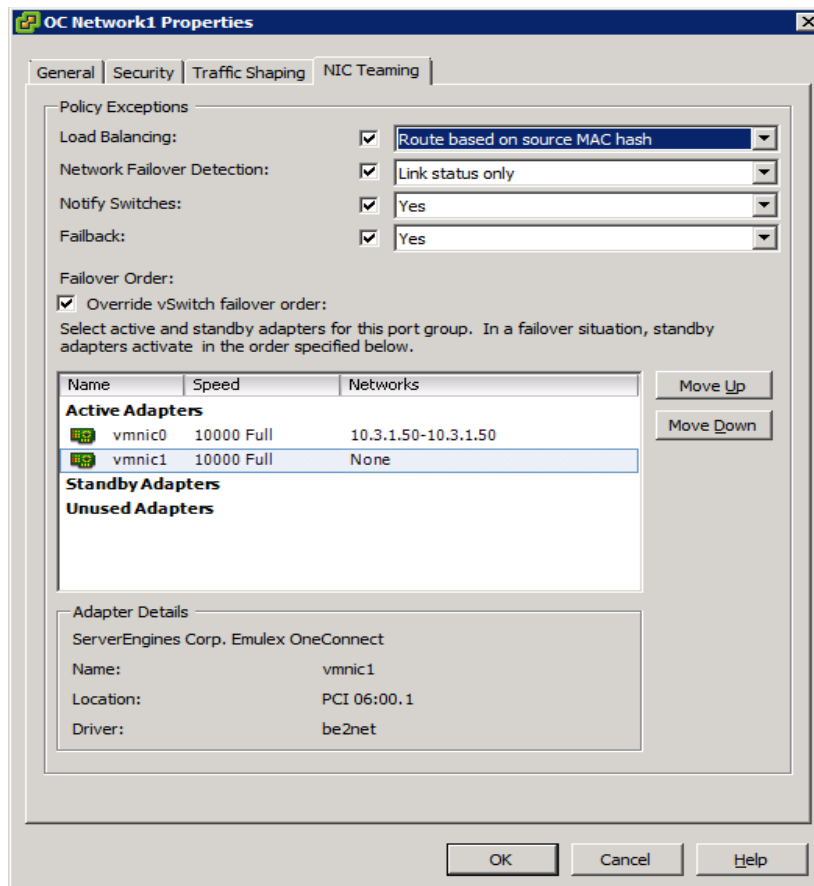 OC Network1 Properties
General Security Traffic Shaping NIC Teaming
Policy Exceptions
Load Balancing: Route based on source MAC hash
Network Failover Detection: Link status only
Notify Switches: Yes
Failback: Yes
Failover Order:
Override vSwitch failover order:
Select active and standby adapters for this port group. In a failover situation, standby
adapters activate in the order specified below.
Name Speed Networks
Move Up
Active Adapters
vmnic0 10000 Full 10.3.1.50-10.3.1.50
Move Down
vmnic1 10000 Full None
Standby Adapters
Unused Adapters
Adapter Details
ServerEngines Corp. Emulex OneConnect
Name: vmnic1
Location: PCI 06:00.1
Driver: be2net
OK Cancel Help